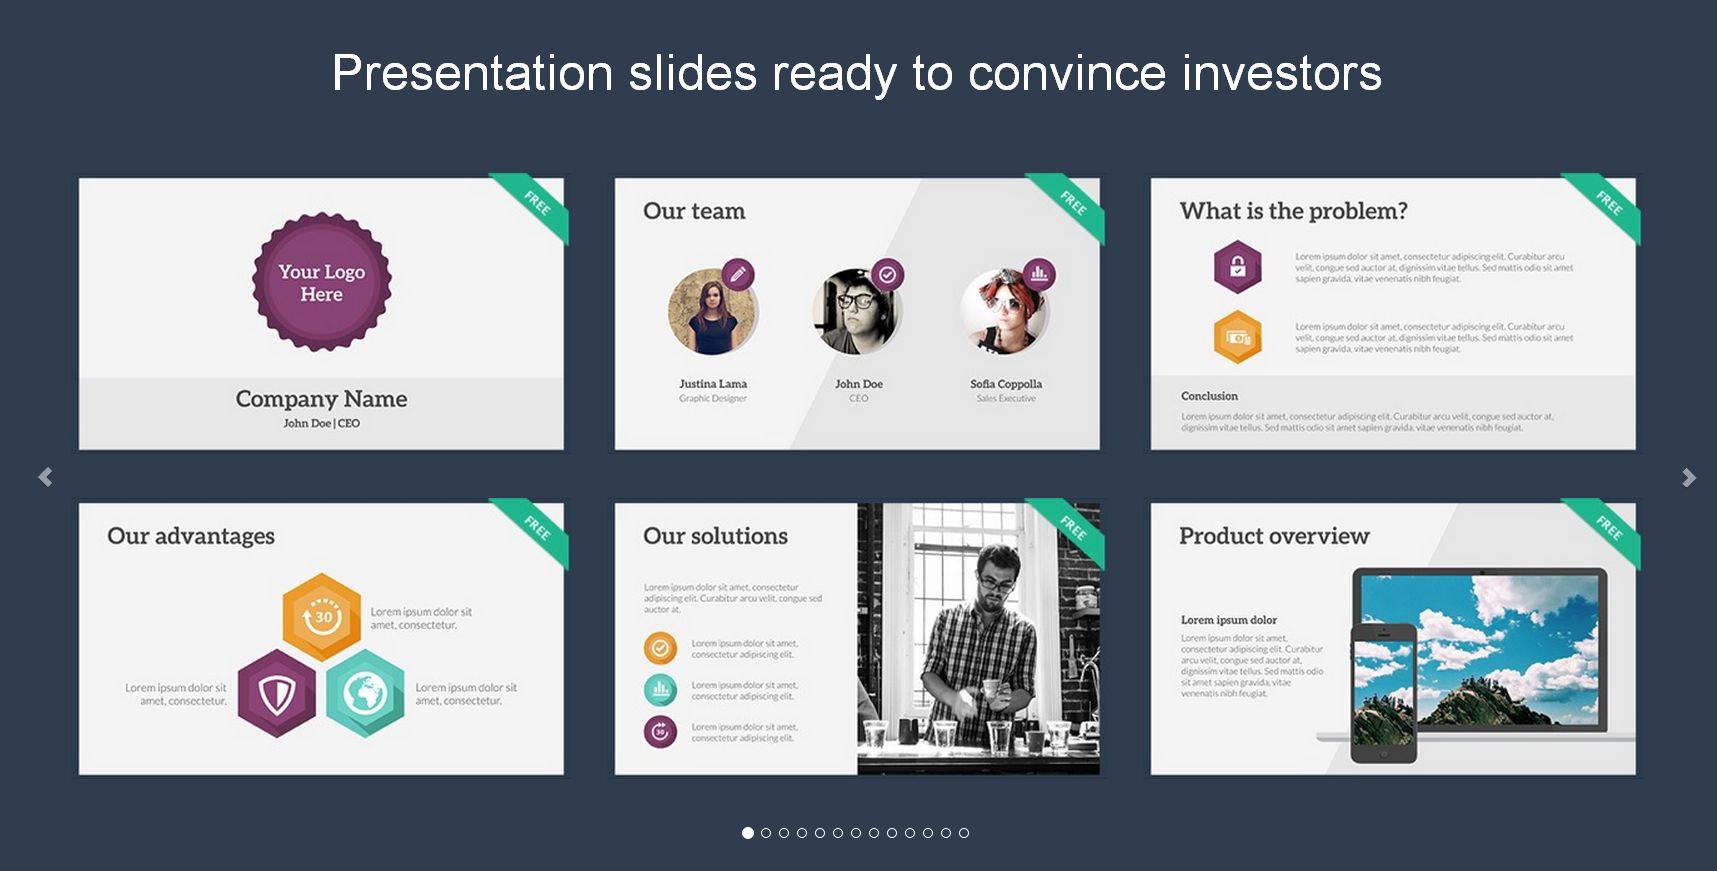 Presentation slides ready to convince investors
FREE
Your Logo
Here
Company Name
John Doe | CEO
FREE
Our team
Justina Lama
Graphic Designer
John Doe
CEO
Sofia Coppolla
Sales Executive
FREE
What is the problem?
Lorem ipsum dolor sit amet, consectetur adipiscing elit. Curabitur arcu
velit, congue sed auctor at, dignissim vitae tellus. Sed mattis odio sit amet
sapien gravida, vitae venenatis nibh feugiat.
Lorem ipsum dolor sit amet, consectetur adipiscing elit. Curabitur arcu
velit, congue sed auctor at, dignissim vitae tellus. Sed mattis odio sit amet
sapien gravida, vitae venenatis nibh feugiat.
Conclusion
Lorem ipsum dolor sit amet, consectetur adipiscing elit. Curabitur arcu velit, congue sed auctor at,
dignissim vitae tellus. Sed mattis odio sit amet sapien gravida, vitae venenatis nibh feugiat.
FREE
Our advantages
30
Lorem ipsum dolor sit
amet, consectetur.
Lorem ipsum dolor sit
amet, consectetur.
Lorem ipsum dolor sit
amet, consectetur.
FREE
Our solutions
Lorem ipsum dolor sit amet, consectetur
adipiscing elit. Curabitur arcu velit, congue sed
auctor at.
Lorem ipsum dolor sit amet,
consectetur adipiscing elit.
Lorem ipsum dolor sit amet,
consectetur adipiscing elit.
30
Lorem ipsum dolor sit amet,
consectetur adipiscing elit.
FREE
Product overview
Lorem ipsum dolor
Lorem ipsum dolor sit amet,
consectetur adipiscing elit. Curabitur
arcu velit, congue sed auctor at,
dignissim vitae tellus. Sed mattis odio
sit amet sapien gravida, vitae
venenatis nibh feugiat.